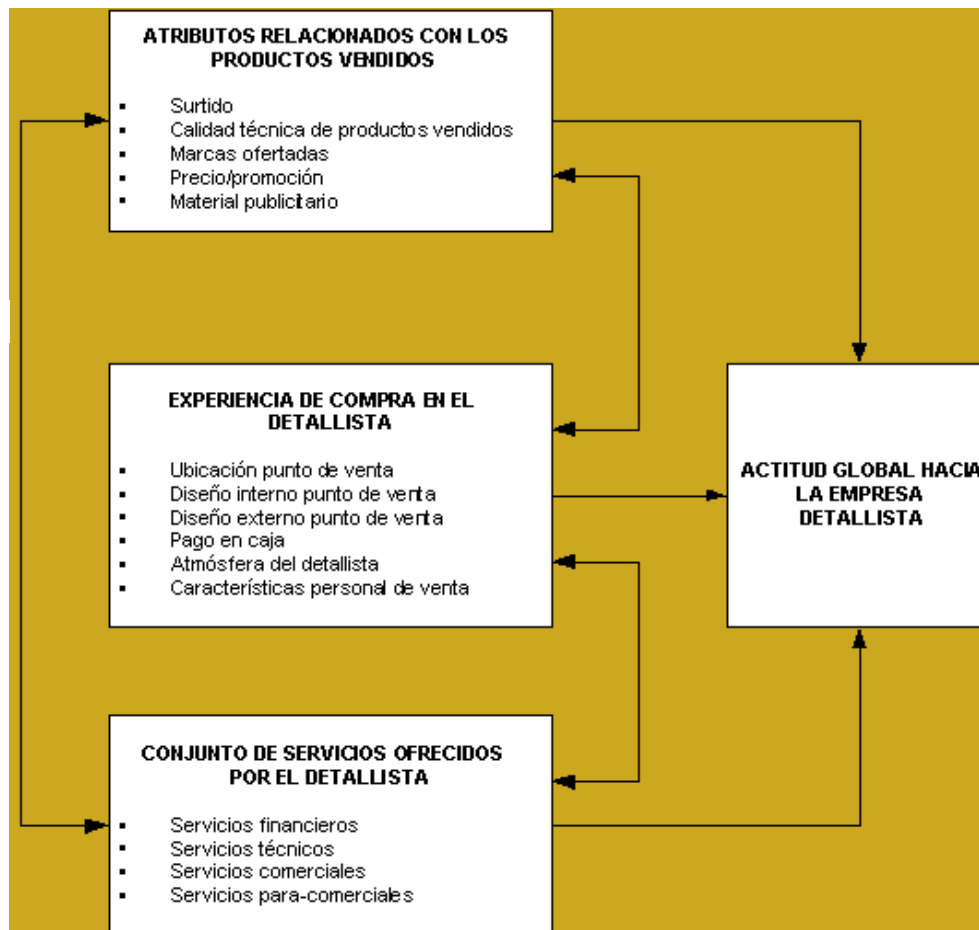 ATRIBUTOS RELACIONADOS CON LOS
PRODUCTOS VENDIDOS
▪ Surtido
▪ Calidad técnica de productos vendidos
▪ Marcas ofertadas
▪ Precio/promoción
▪ Material publicitario
EXPERIENCIA DE COMPRA EN EL
DETALLISTA
▪ Ubicación punto de venta
▪ Diseño interno punto de venta
▪ Diseño externo punto de venta
▪ Pago en caja
▪ Atmósfera del detallista
▪ Características personal de venta
ACTITUD GLOBAL HACIA
LA EMPRESA
DETALLISTA
CONJUNTO DE SERVICIOS OFRECIDOS
POR EL DETALLISTA
▪ Servicios financieros
▪ Servicios técnicos
▪ Servicios comerciales
▪ Servicios para-comerciales